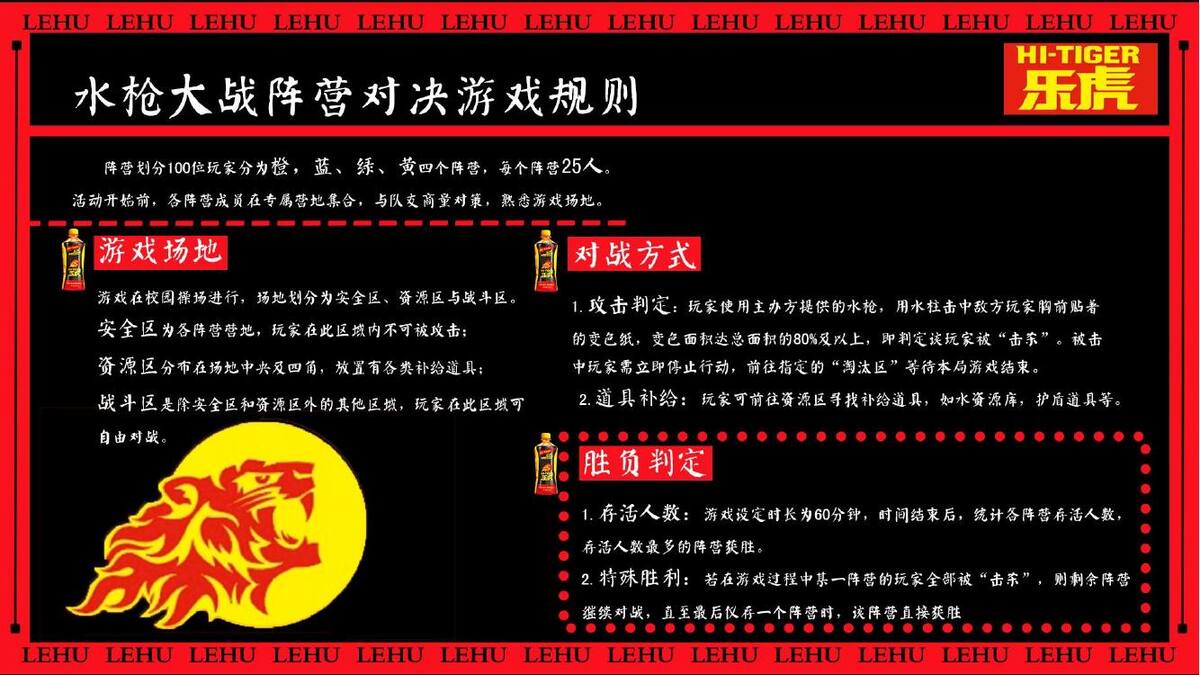 LEHU LEHU LEHU LEHU LEHU LEHU LEHU LEHU LEHU LEHU LEHU LEHU LEHU LEHU
水枪大战阵营对决游戏规则
HI-TIGER
乐虎
阵营划分100位玩家分为橙，蓝、绿、黄四个阵营，每个阵营25人。
活动开始前，各阵营成员在专属营地集合，与队友商量对策，熟悉游戏场地。
游戏场地
游戏在校园操场进行，场地划分为安全区、资源区与战斗区。
安全区为各阵营营地，玩家在此区域内不可被攻击；
资源区分布在场地中央及四角，放置有各类补给道具；
战斗区是除安全区和资源区外的其他区域，玩家在此区域可
自由对战。
对战方式
1. 攻击判定：玩家使用主办方提供的水枪，用水柱击中敌方玩家胸前贴着
的变色纸，变色面积达总面积的80%及以上，即判定该玩家被“击杀”。被击
中玩家需立即停止行动，前往指定的“淘汰区”等待本局游戏结束。
2. 道具补给：玩家可前往资源区寻找补给道具，如水资源库，护盾道具等。
胜负判定
1. 存活人数：游戏设定时长为60分钟，时间结束后，统计各阵营存活人数，
存活人数最多的阵营获胜。
2. 特殊胜利：若在游戏过程中某一阵营的玩家全部被“击杀”，则剩余阵营
继续对战，直至最后仅存一个阵营时，该阵营直接获胜
LEHU LEHU LEHU LEHU LEHU LEHU LEHU LEHU LEHU LEHU LEHU LEHU LEHU LEHU